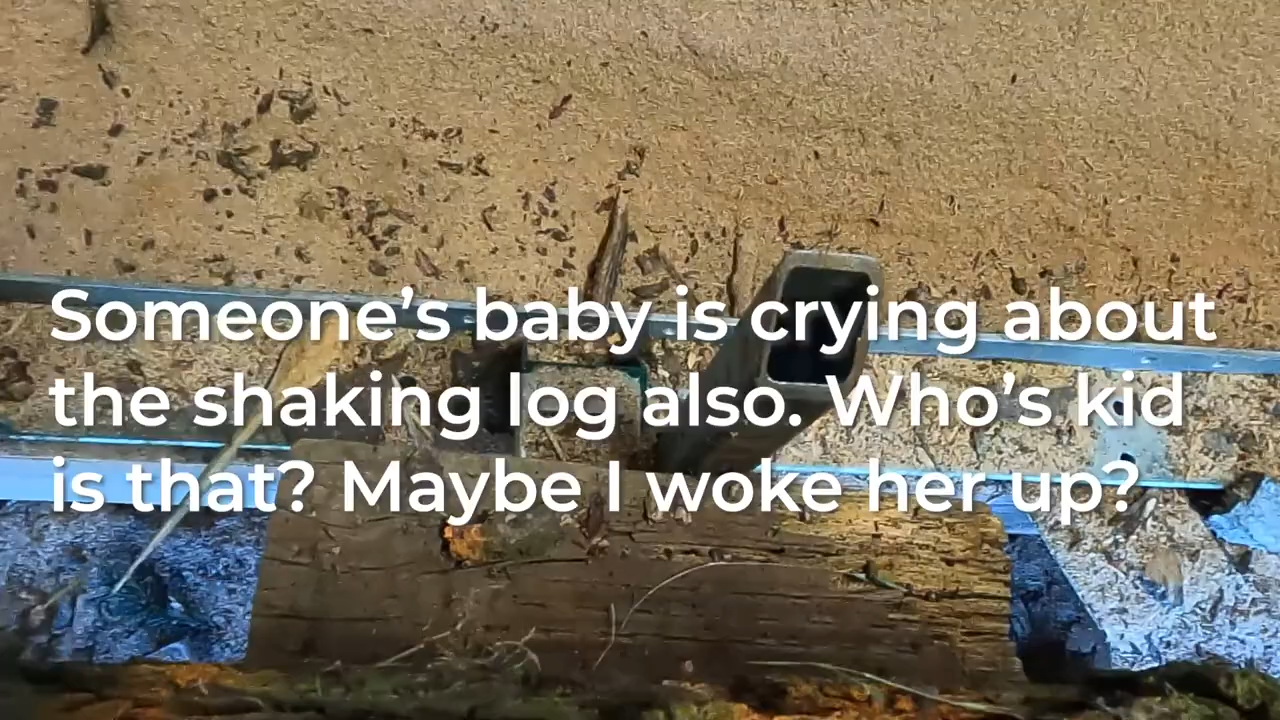 Someone’s baby is crying about
the shaking log also. Who’s kid
is that? Maybe I woke her up?